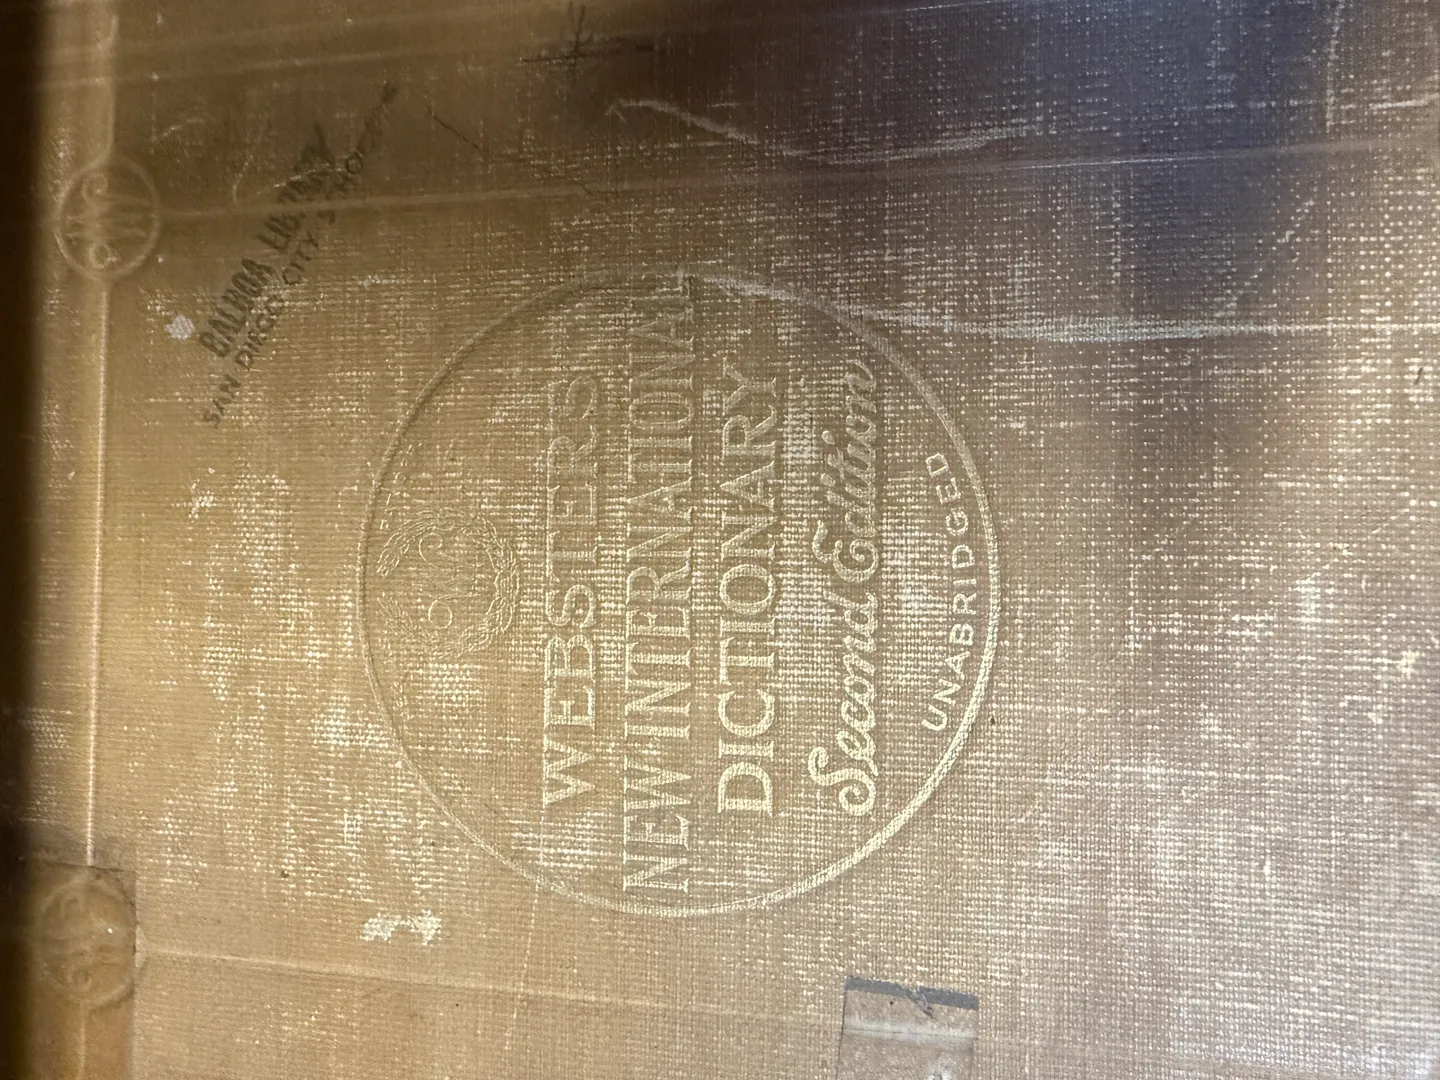 BALBOA LIBRARY
SAN DIEGO CITY SCHOOLS
WEBSTER'S
NEW INTERNATIONAL
DICTIONARY
Second Edition
UNABRIDGED